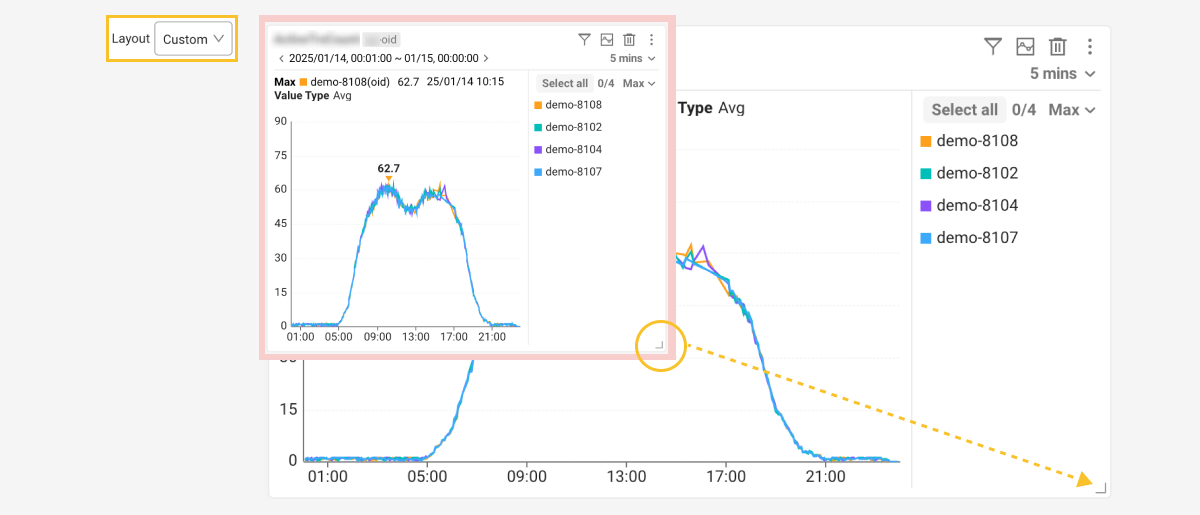 Layout Custom
oid
2025/01/14, 00:01:00 ~ 01/15, 00:00:00
5 mins
Max demo-8108(oid) 62.7 25/01/14 10:15
Value Type Avg
Select all 0/4 Max
demo-8108
demo-8102
demo-8104
demo-8107
62.7
90
75
60
45
30
15
0
01:00 05:00 09:00 13:00 17:00 21:00
5 mins
Type Avg
Select all 0/4 Max
demo-8108
demo-8102
demo-8104
demo-8107
15
0
01:00 05:00 09:00 13:00 17:00 21:00